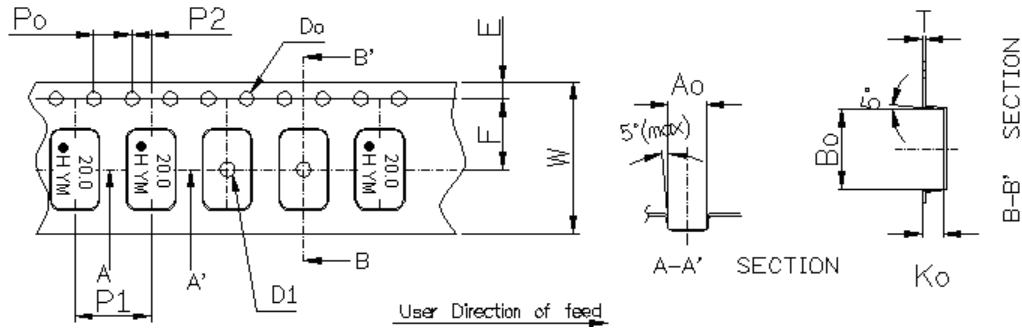 Po
P2
Do
B'
E
F
W
20.0
●H YM
20.0
●H YM
20.0
●H YM
A
A'
P1
D1
B
User Direction of feed
Ao
5°(max)
A-A' SECTION
T
5°
Bo
Ko
B-B' SECTION